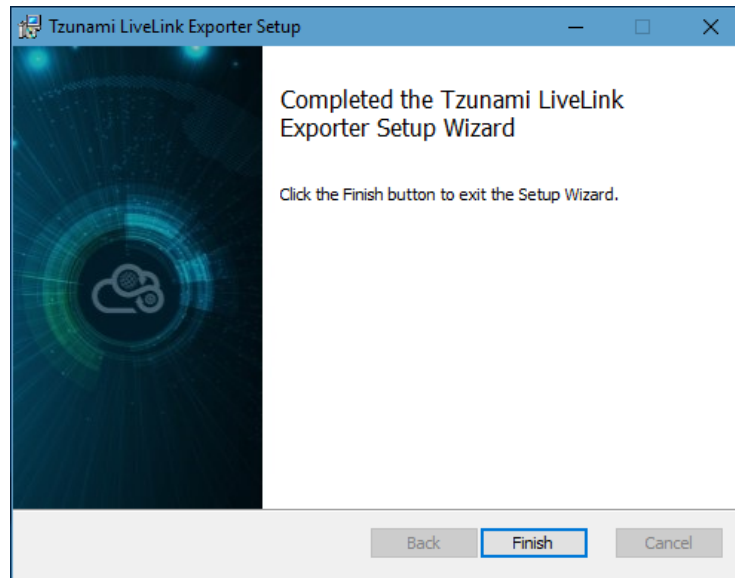 Tzunami LiveLink Exporter Setup
Completed the Tzunami LiveLink
Exporter Setup Wizard
Click the Finish button to exit the Setup Wizard.
Back
Finish
Cancel